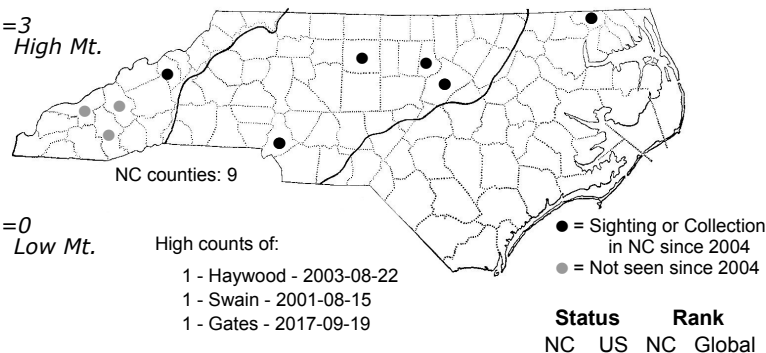 =3
High Mt.
NC counties: 9
=0
Low Mt.
High counts of:
1 - Haywood - 2003-08-22
1 - Swain - 2001-08-15
1 - Gates - 2017-09-19
● = Sighting or Collection
in NC since 2004
● = Not seen since 2004
Status Rank
NC US NC Global